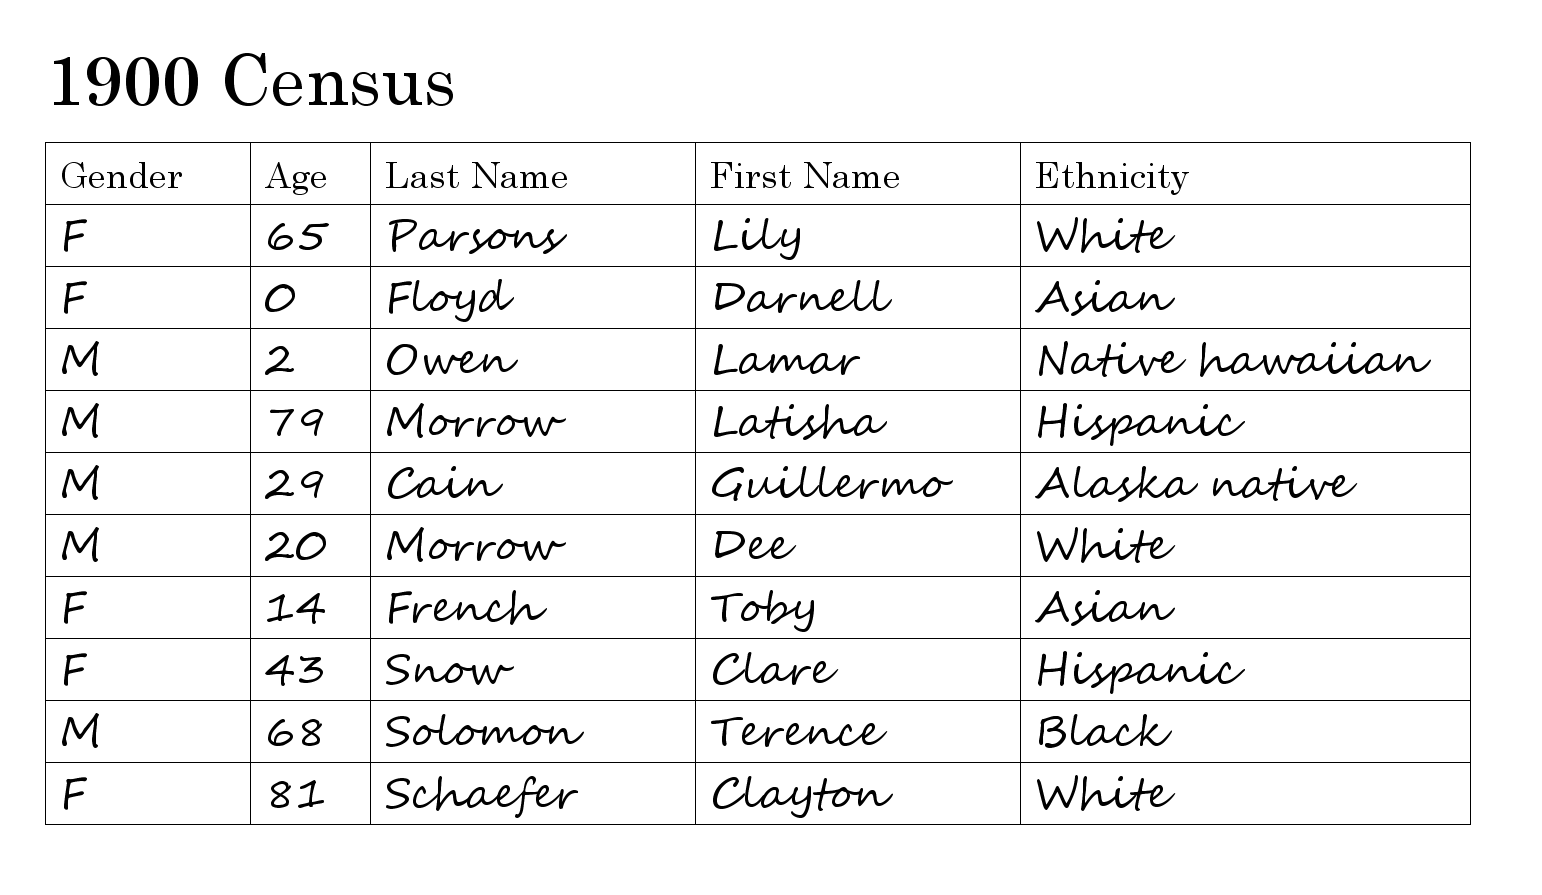 1900 Census
Gender Age Last Name First Name Ethnicity
F 65 Parsons Lily White
F 0 Floyd Darnell Asian
M 2 Owen Lamar Native hawaiian
M 79 Morrow Latisha Hispanic
M 29 Cain Guillermo Alaska native
M 20 Morrow Dee White
F 14 French Toby Asian
F 43 Snow Clare Hispanic
M 68 Solomon Terence Black
F 81 Schaefer Clayton White